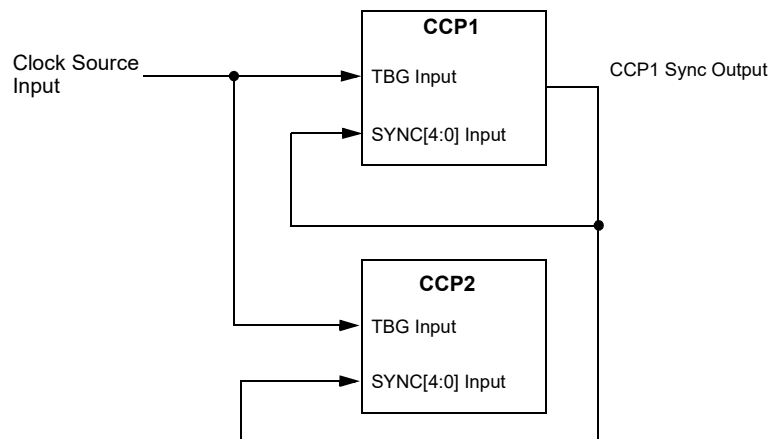 CCP1
Clock Source
Input
TBG Input
CCP1 Sync Output
SYNC[4:0] Input
CCP2
TBG Input
SYNC[4:0] Input